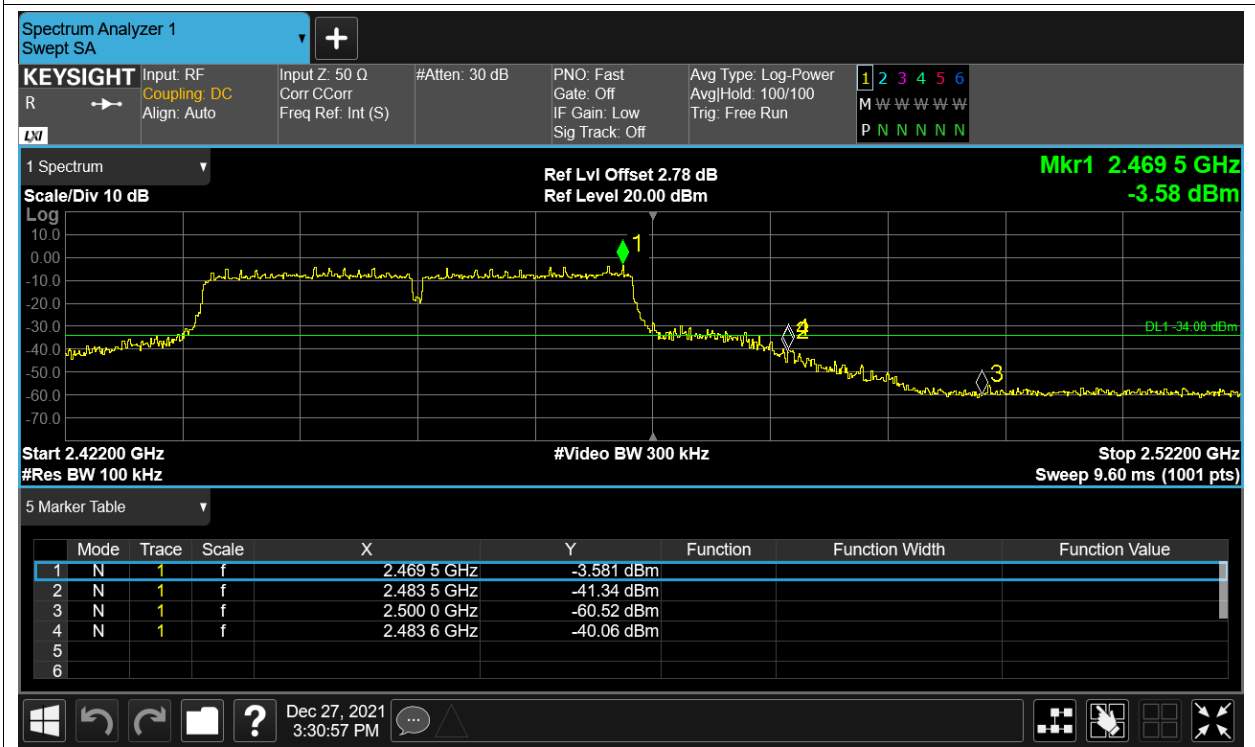 Spectrum Analyzer 1
Swept SA
+
KEYSIGHT Input: RF Input Z: 50 Ω #Atten: 30 dB PNO: Fast Avg Type: Log-Power 1 2 3 4 5 6
R Coupling: DC Corr CCorr Gate: Off Avg|Hold: 100/100 M W W W W W W
Align: Auto Freq Ref: Int (S) IF Gain: Low Trig: Free Run
LXI Sig Track: Off P N N N N N N
1 Spectrum Ref Lvl Offset 2.78 dB Mkr1 2.469 5 GHz
Scale/Div 10 dB Ref Level 20.00 dBm -3.58 dBm
Log
10.0
0.00
-10.0
-20.0
-30.0
-40.0
-50.0
-60.0
-70.0
1
2
3
DL1 -34.08 dBm
Start 2.42200 GHz #Video BW 300 kHz Stop 2.52200 GHz
#Res BW 100 kHz Sweep 9.60 ms (1001 pts)
5 Marker Table
Mode Trace Scale X Y Function Function Width Function Value
1 N 1 f 2.469 5 GHz -3.581 dBm
2 N 1 f 2.483 5 GHz -41.34 dBm
3 N 1 f 2.500 0 GHz -60.52 dBm
4 N 1 f 2.483 6 GHz -40.06 dBm
5
6
? Dec 27, 2021
3:30:57 PM